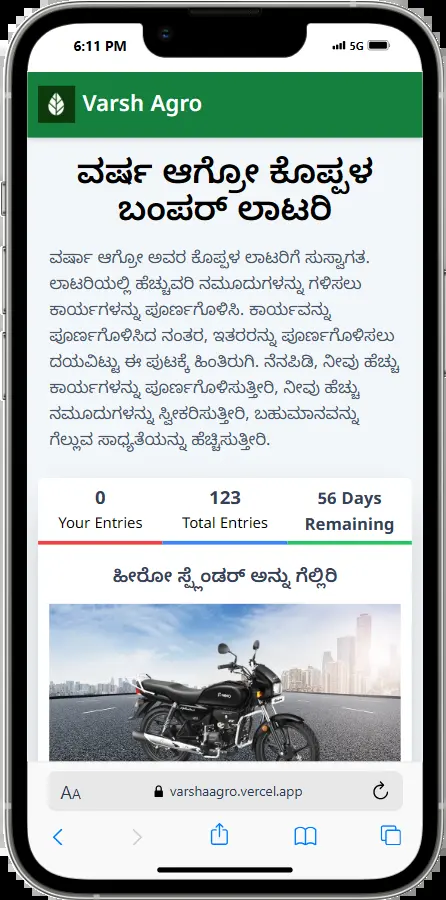 6:11 PM
5G
Varsh Agro
ವರ್ಷ ಆಗ್ರೋ ಕೊಪ್ಪಳ
ಬಂಪರ್ ಲಾಟರಿ
ವರ್ಷಾ ಆಗ್ರೋ ಅವರ ಕೊಪ್ಪಳ ಲಾಟರಿಗೆ ಸುಸ್ವಾಗತ.
ಲಾಟರಿಯಲ್ಲಿ ಹೆಚ್ಚುವರಿ ನಮೂದುಗಳನ್ನು ಗಳಿಸಲು
ಕಾರ್ಯಗಳನ್ನು ಪೂರ್ಣಗೊಳಿಸಿ. ಕಾರ್ಯವನ್ನು
ಪೂರ್ಣಗೊಳಿಸಿದ ನಂತರ, ಇತರರನ್ನು ಪೂರ್ಣಗೊಳಿಸಲು
ದಯವಿಟ್ಟು ಈ ಪುಟಕ್ಕೆ ಹಿಂತಿರುಗಿ. ನೆನಪಿಡಿ, ನೀವು ಹೆಚ್ಚು
ಕಾರ್ಯಗಳನ್ನು ಪೂರ್ಣಗೊಳಿಸುತ್ತೀರಿ, ನೀವು ಹೆಚ್ಚು
ನಮೂದುಗಳನ್ನು ಸ್ವೀಕರಿಸುತ್ತೀರಿ, ಬಹುಮಾನವನ್ನು
ಗೆಲ್ಲುವ ಸಾಧ್ಯತೆಯನ್ನು ಹೆಚ್ಚಿಸುತ್ತೀರಿ.
0 123 56 Days
Your Entries Total Entries Remaining
ಹೀರೋ ಸ್ಪ್ಲೆಂಡರ್ ಅನ್ನು ಗೆಲ್ಲಿರಿ
AA varshaagro.vercel.app